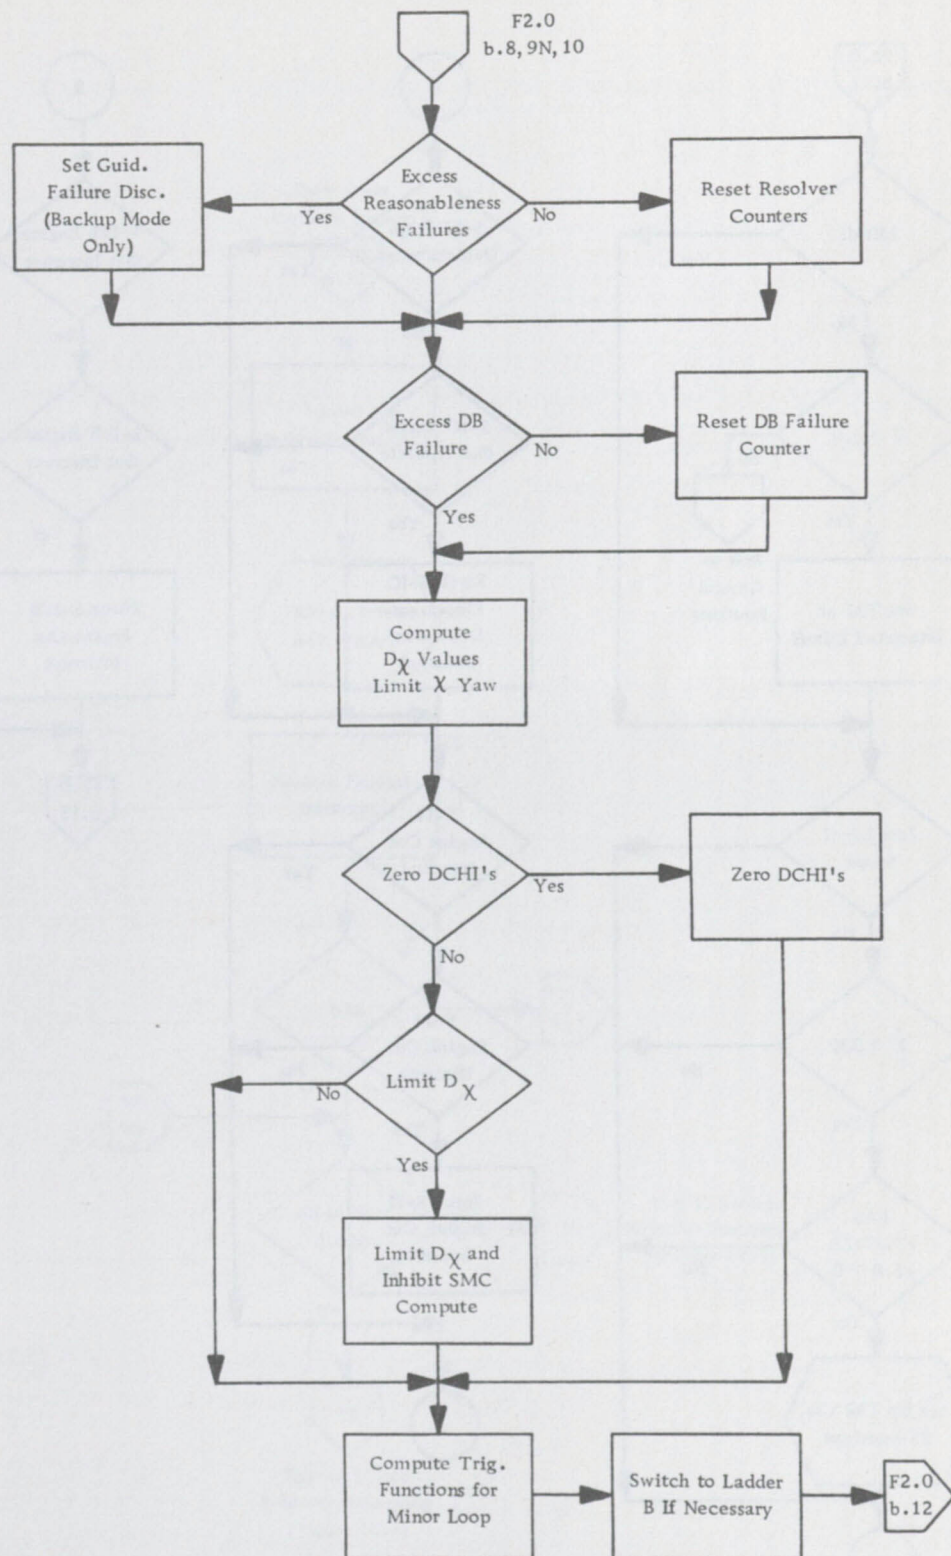 F2.0
b.8, 9N, 10
Set Guid.
Failure Disc.
(Backup Mode
Only)
Yes
Excess
Reasonableness
Failures
No
Reset Resolver
Counters
Excess DB
Failure
No
Reset DB Failure
Counter
Yes
Compute
Dχ Values
Limit χ Yaw
Zero DCHI's
Yes
Zero DCHI's
No
No
Limit Dχ
Yes
Limit Dχ and
Inhibit SMC
Compute
Compute Trig.
Functions for
Minor Loop
Switch to Ladder
B If Necessary
F2.0
b.12